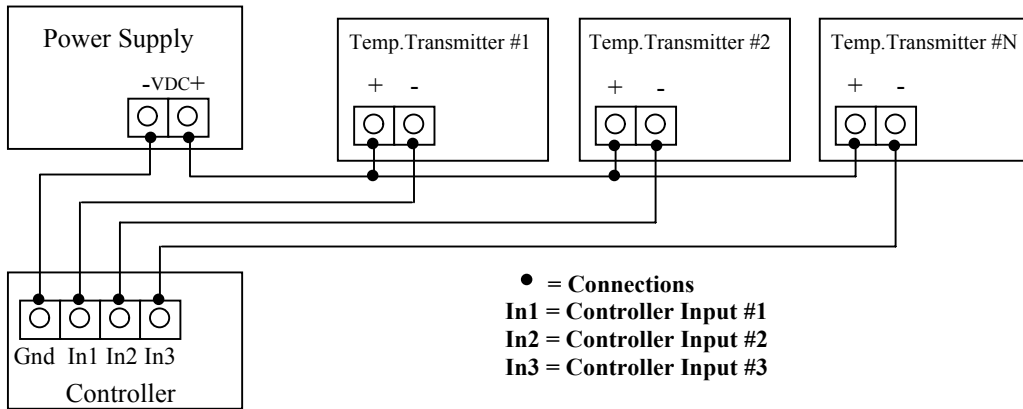 Power Supply
-VDC+
Temp.Transmitter #1
+ -
Temp.Transmitter #2
+ -
Temp.Transmitter #N
+ -
Gnd In1 In2 In3
Controller
● = Connections
In1 = Controller Input #1
In2 = Controller Input #2
In3 = Controller Input #3